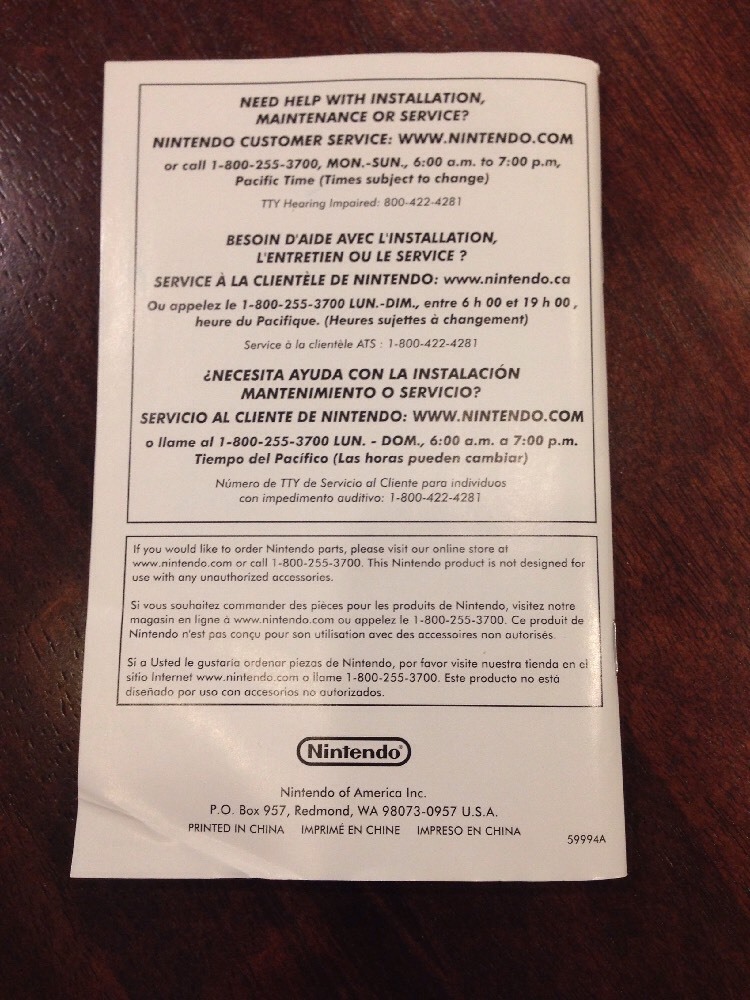 NEED HELP WITH INSTALLATION,
MAINTENANCE OR SERVICE?
NINTENDO CUSTOMER SERVICE: WWW.NINTENDO.COM
or call 1-800-255-3700, MON.-SUN., 6:00 a.m. to 7:00 p.m,
Pacific Time (Times subject to change)
TTY Hearing Impaired: 800-422-4281
BESOIN D'AIDE AVEC L'INSTALLATION,
L'ENTRETIEN OU LE SERVICE ?
SERVICE À LA CLIENTÈLE DE NINTENDO: www.nintendo.ca
Ou appelez le 1-800-255-3700 LUN.-DIM., entre 6 h 00 et 19 h 00 ,
heure du Pacifique. (Heures sujettes à changement)
Service à la clientèle ATS : 1-800-422-4281
¿NECESITA AYUDA CON LA INSTALACIÓN
MANTENIMIENTO O SERVICIO?
SERVICIO AL CLIENTE DE NINTENDO: WWW.NINTENDO.COM
o llame al 1-800-255-3700 LUN. - DOM., 6:00 a.m. a 7:00 p.m.
Tiempo del Pacífico (Las horas pueden cambiar)
Número de TTY de Servicio al Cliente para individuos
con impedimento auditivo: 1-800-422-4281
If you would like to order Nintendo parts, please visit our online store at
www.nintendo.com or call 1-800-255-3700. This Nintendo product is not designed for
use with any unauthorized accessories.
Si vous souhaitez commander des pièces pour les produits de Nintendo, visitez notre
magasin en ligne à www.nintendo.com ou appelez le 1-800-255-3700. Ce produit de
Nintendo n'est pas conçu pour son utilisation avec des accessoires non autorisés.
Si a Usted le gustaría ordenar piezas de Nintendo, por favor visite nuestra tienda en el
sitio Internet www.nintendo.com o llame 1-800-255-3700. Este producto no está
diseñado por uso con accesorios no autorizados.
Nintendo®
Nintendo of America Inc.
P.O. Box 957, Redmond, WA 98073-0957 U.S.A.
PRINTED IN CHINA IMPRIMÉ EN CHINE IMPRESO EN CHINA
59994A